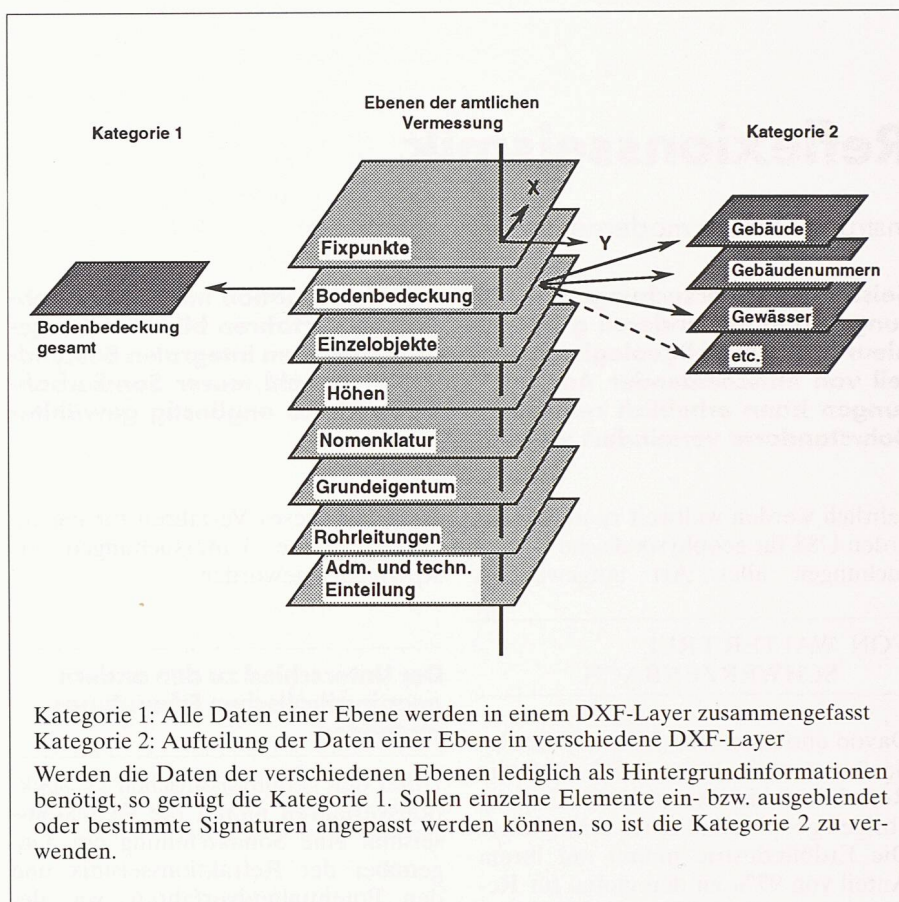 Ebenen der amtlichen
Vermessung
Kategorie 1
Kategorie 2
X
Y
Fixpunkte
Bodenbedeckung
Einzelobjekte
Höhen
Nomenklatur
Grundeigentum
Rohrleitungen
Adm. und techn.
Einteilung
Bodenbedeckung
gesamt
Gebäude
Gebäudenummern
Gewässer
etc.
Kategorie 1: Alle Daten einer Ebene werden in einem DXF-Layer zusammengefasst
Kategorie 2: Aufteilung der Daten einer Ebene in verschiedene DXF-Layer
Werden die Daten der verschiedenen Ebenen lediglich als Hintergrundinformationen
benötigt, so genügt die Kategorie 1. Sollen einzelne Elemente ein- bzw. ausgeblendet
oder bestimmte Signaturen angepasst werden können, so ist die Kategorie 2 zu ver-
wenden.